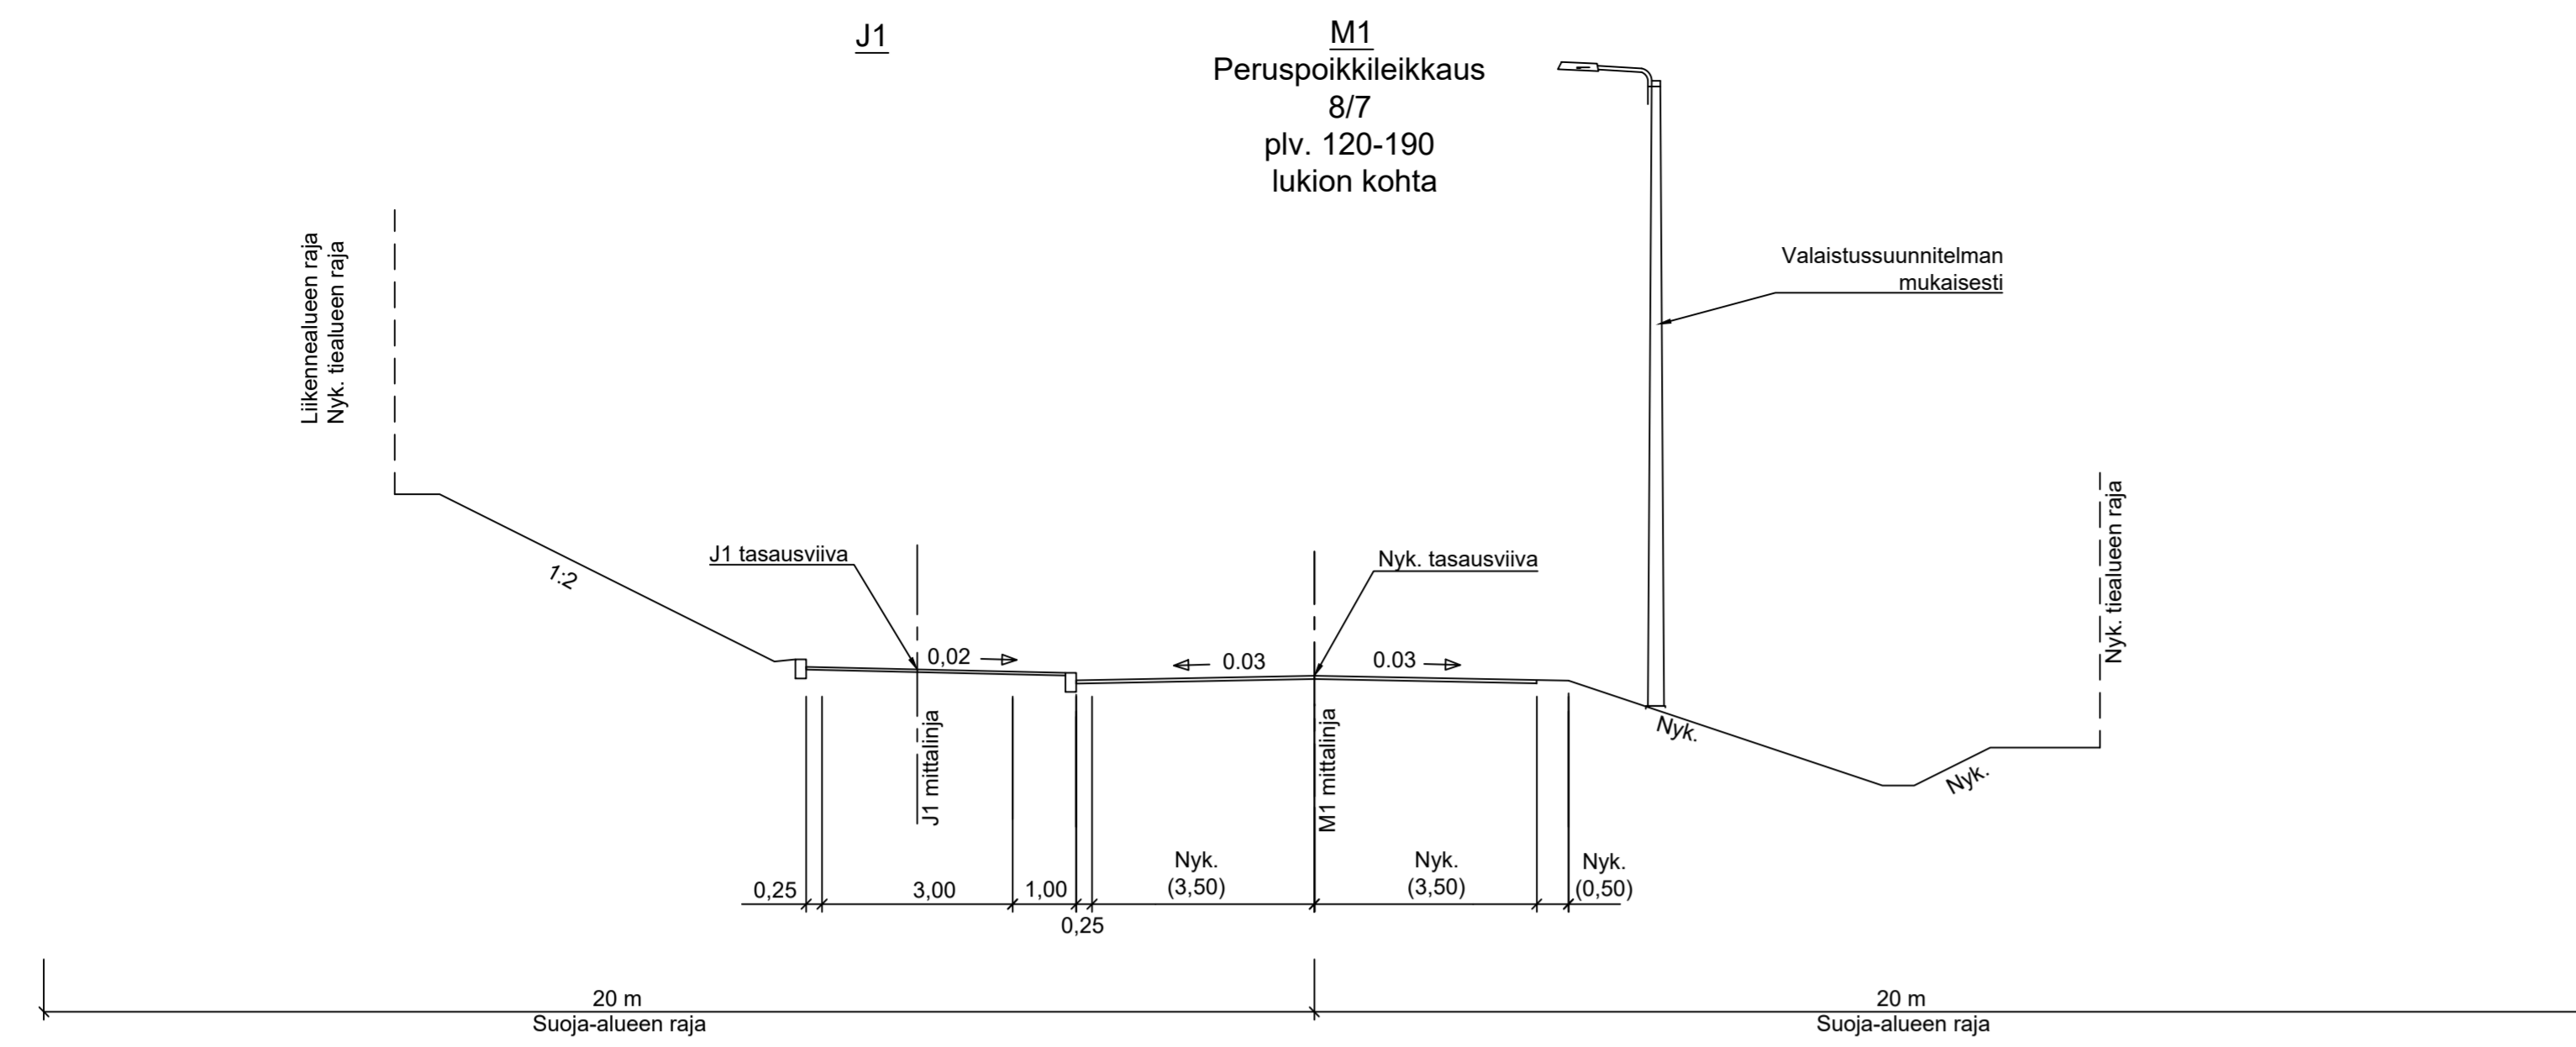 J1
M1
Peruspoikkileikkaus
8/7
plv. 120-190
lukion kohta
Liikennealueen raja
Nyk. tiealueen raja
Valaistussuunnitelman
mukaisesti
1:2
J1 tasausviiva
Nyk. tasausviiva
0,02
0.03
0.03
Nyk. tiealueen raja
J1 mittalinja
M1 mittalinja
Nyk.
Nyk.
0,25
3,00
1,00
0,25
Nyk.
(3,50)
Nyk.
(3,50)
Nyk.
(0,50)
20 m
Suoja-alueen raja
20 m
Suoja-alueen raja